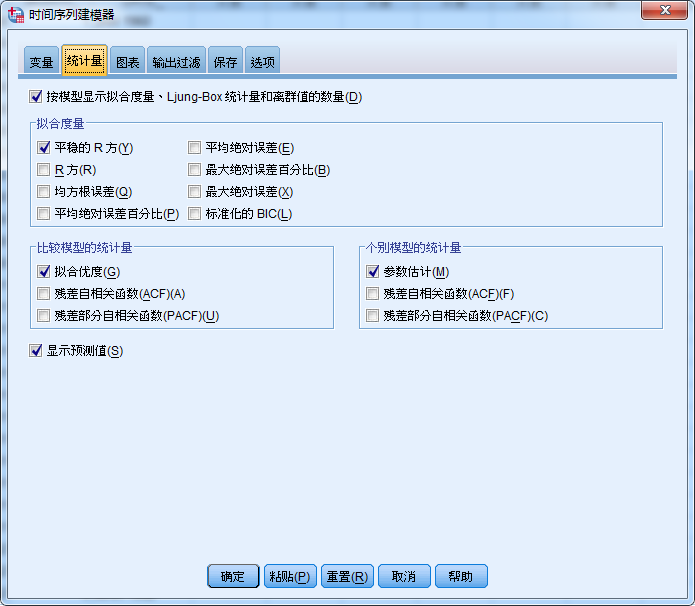 时间序列建模器
变量 统计量 图表 输出过滤 保存 选项
按模型显示拟合度量、Ljung-Box 统计量和离群值的数量(D)
拟合度量
平稳的 R 方(Y) 平均绝对误差(E)
R 方(R) 最大绝对误差百分比(B)
均方根误差(Q) 最大绝对误差(X)
平均绝对误差百分比(P) 标准化的 BIC(L)
比较模型的统计量 个别模型的统计量
拟合优度(G) 参数估计(M)
残差自相关函数(ACF)(A) 残差自相关函数(ACF)(F)
残差部分自相关函数(PACF)(U) 残差部分自相关函数(PACF)(C)
显示预测值(S)
确定 粘贴(P) 重置(R) 取消 帮助